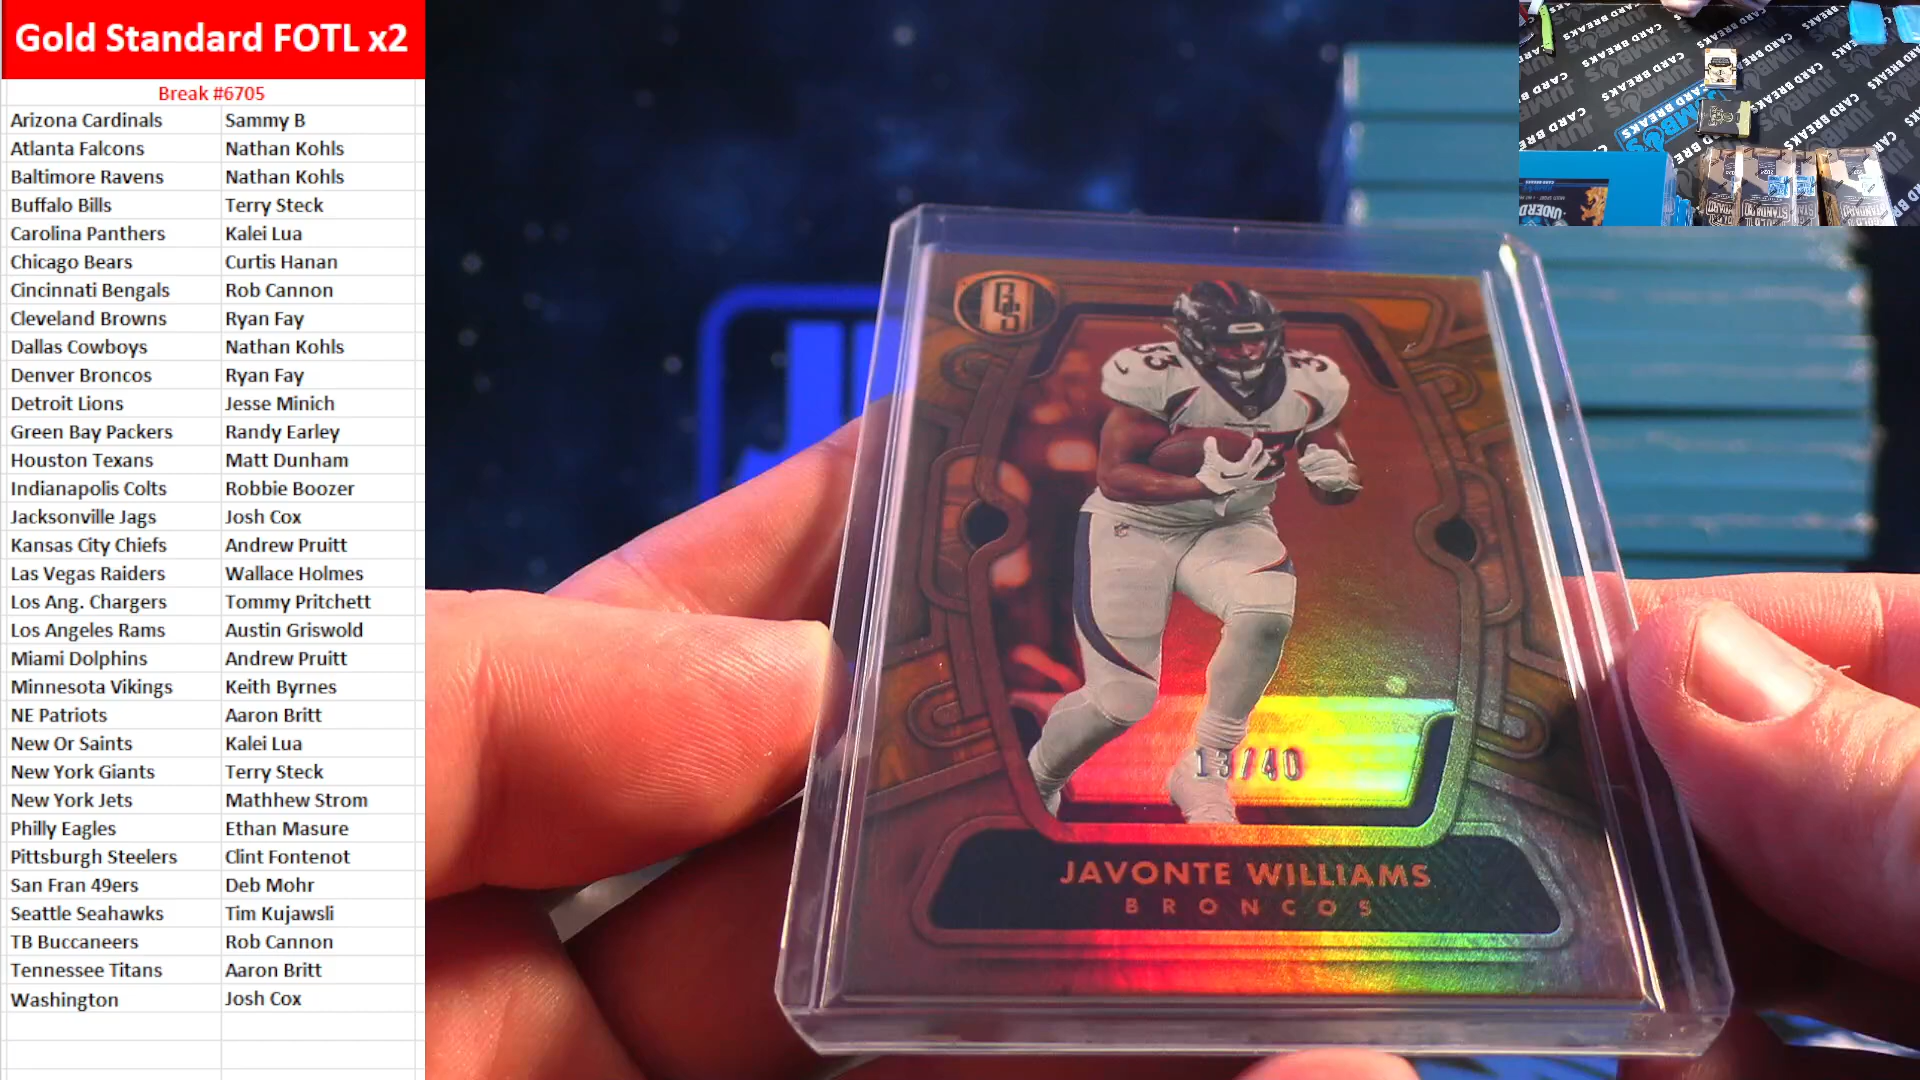 Gold Standard FOTL x2
Break #6705
Arizona Cardinals Sammy B
Atlanta Falcons Nathan Kohls
Baltimore Ravens Nathan Kohls
Buffalo Bills Terry Steck
Carolina Panthers Kalei Lua
Chicago Bears Curtis Hanan
Cincinnati Bengals Rob Cannon
Cleveland Browns Ryan Fay
Dallas Cowboys Nathan Kohls
Denver Broncos Ryan Fay
Detroit Lions Jesse Minich
Green Bay Packers Randy Earley
Houston Texans Matt Dunham
Indianapolis Colts Robbie Boozer
Jacksonville Jags Josh Cox
Kansas City Chiefs Andrew Pruitt
Las Vegas Raiders Wallace Holmes
Los Ang. Chargers Tommy Pritchett
Los Angeles Rams Austin Griswold
Miami Dolphins Andrew Pruitt
Minnesota Vikings Keith Byrnes
NE Patriots Aaron Britt
New Or Saints Kalei Lua
New York Giants Terry Steck
New York Jets Mathhew Strom
Philly Eagles Ethan Masure
Pittsburgh Steelers Clint Fontenot
San Fran 49ers Deb Mohr
Seattle Seahawks Tim Kujawsli
TB Buccaneers Rob Cannon
Tennessee Titans Aaron Britt
Washington Josh Cox
GS
33
13/40
JAVONTE WILLIAMS
BRONCOS
JUMBO'S
CARD BREAKS